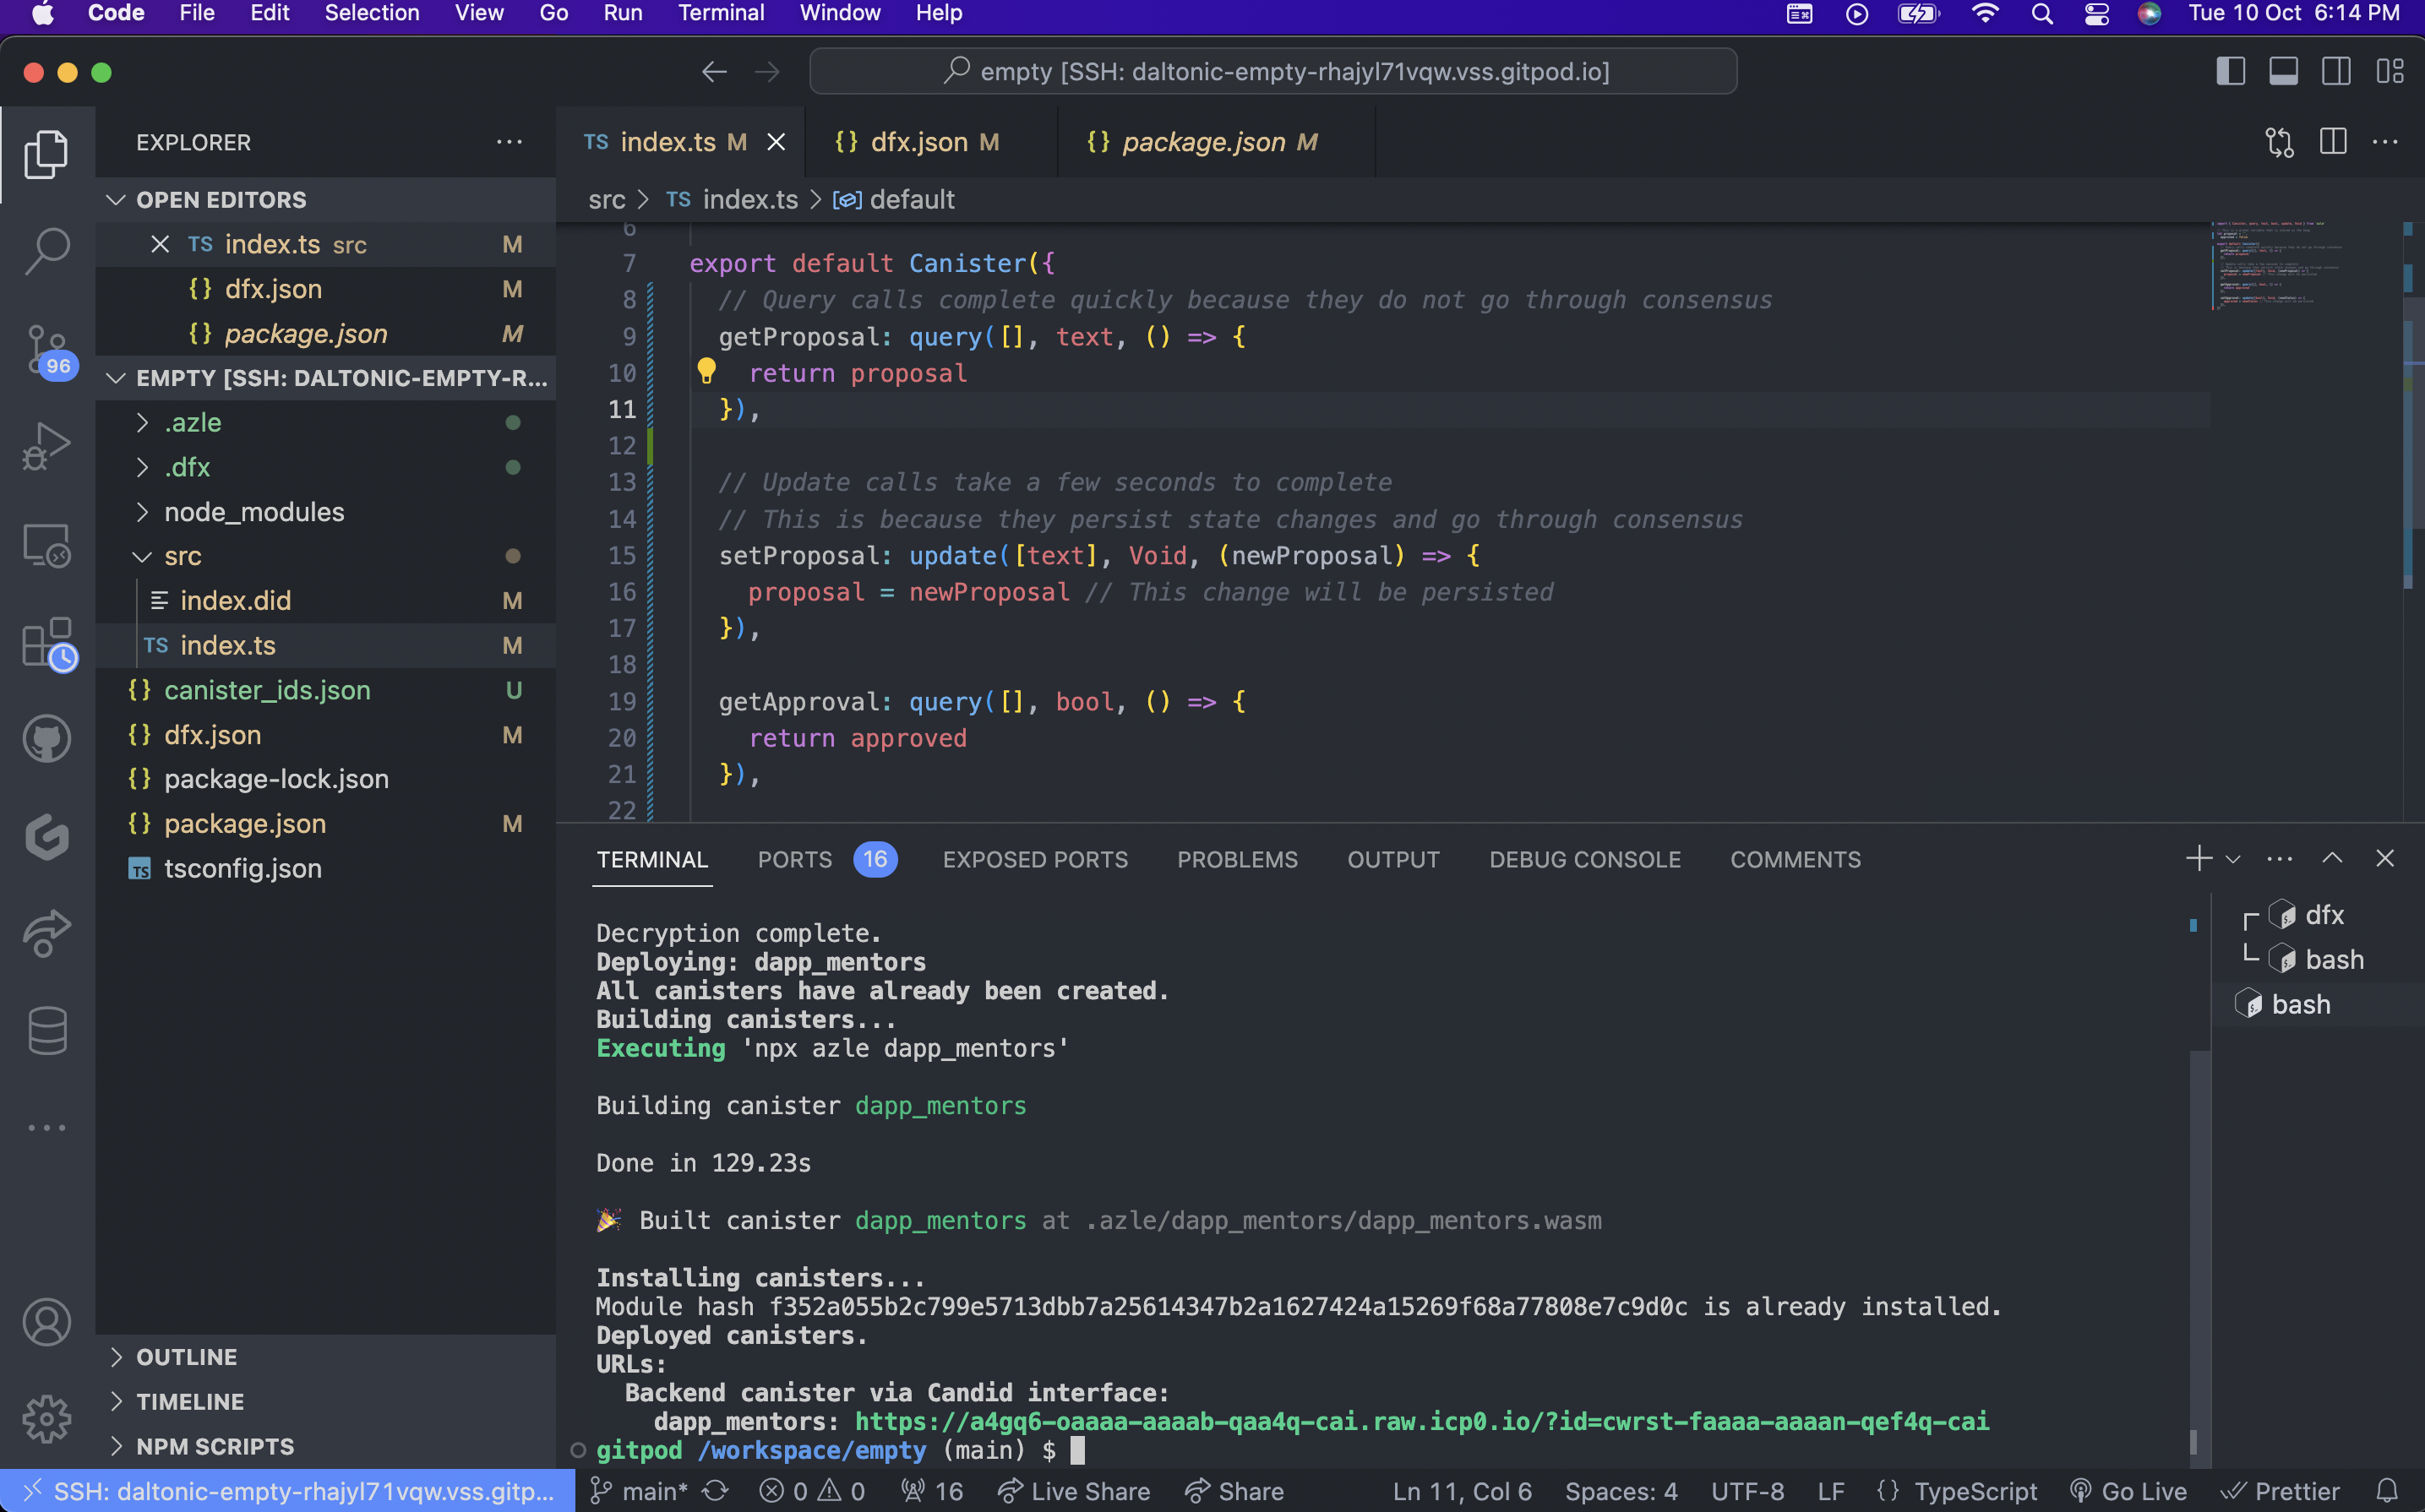 Code File Edit Selection View Go Run Terminal Window Help Tue 10 Oct 6:14 PM
empty [SSH: daltonic-empty-rhajyl71vqw.vss.gitpod.io]
EXPLORER ...
OPEN EDITORS
TS index.ts src M
{} dfx.json M
{} package.json M
96
EMPTY [SSH: DALTONIC-EMPTY-R...
.azle
.dfx
node_modules
src
index.did M
TS index.ts M
{} canister_ids.json U
{} dfx.json M
{} package-lock.json
{} package.json M
TS tsconfig.json
OUTLINE
TIMELINE
NPM SCRIPTS
TS index.ts M {} dfx.json M {} package.json M
src > TS index.ts > default
6
7 export default Canister({
8 // Query calls complete quickly because they do not go through consensus
9 getProposal: query([], text, () => {
10 return proposal
11 }),
12
13 // Update calls take a few seconds to complete
14 // This is because they persist state changes and go through consensus
15 setProposal: update([text], Void, (newProposal) => {
16 proposal = newProposal // This change will be persisted
17 }),
18
19 getApproval: query([], bool, () => {
20 return approved
21 }),
22
TERMINAL PORTS 16 EXPOSED PORTS PROBLEMS OUTPUT DEBUG CONSOLE COMMENTS
Decryption complete.
Deploying: dapp_mentors
All canisters have already been created.
Building canisters...
Executing 'npx azle dapp_mentors'
Building canister dapp_mentors
Done in 129.23s
🎉 Built canister dapp_mentors at .azle/dapp_mentors/dapp_mentors.wasm
Installing canisters...
Module hash f352a055b2c799e5713dbb7a25614347b2a1627424a15269f68a77808e7c9d0c is already installed.
Deployed canisters.
URLs:
Backend canister via Candid interface:
dapp_mentors: https://a4gq6-oaaaa-aaaab-qaa4q-cai.raw.icp0.io/?id=cwrst-faaaa-aaaan-qef4q-cai
gitpod /workspace/empty (main) $
dfx
bash
bash
SSH: daltonic-empty-rhajyl71vqw.vss.gitp... main* 0 0 16 Live Share Share Ln 11, Col 6 Spaces: 4 UTF-8 LF {} TypeScript Go Live Prettier